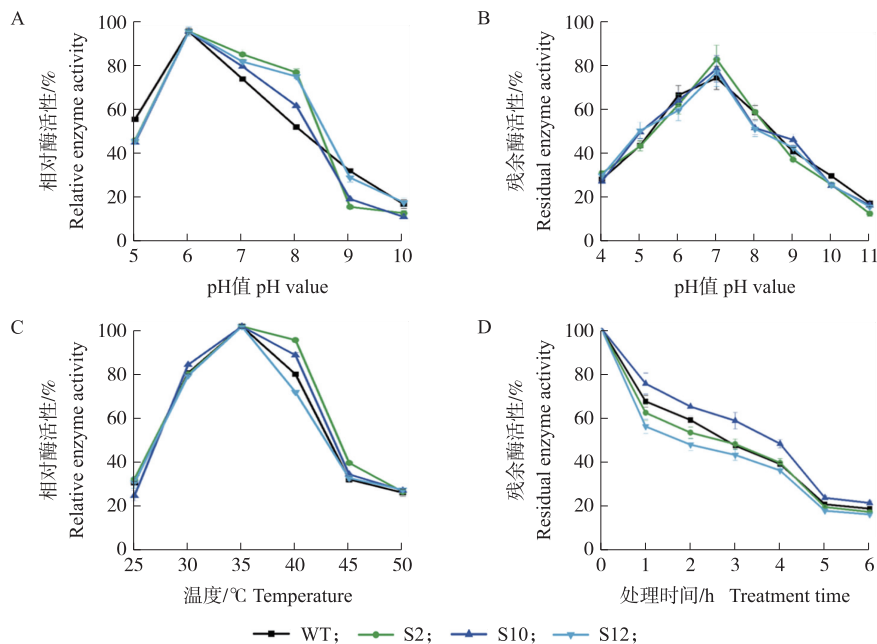 A
相对酶活性/%
Relative enzyme activity
100
80
60
40
20
0
5 6 7 8 9 10
pH值 pH value
B
残余酶活性/%
Residual enzyme activity
100
80
60
40
20
0
4 5 6 7 8 9 10 11
pH值 pH value
C
相对酶活性/%
Relative enzyme activity
100
80
60
40
20
0
25 30 35 40 45 50
温度/℃ Temperature
D
残余酶活性/%
Residual enzyme activity
100
80
60
40
20
0
0 1 2 3 4 5 6
处理时间/h Treatment time
WT; S2; S10; S12;